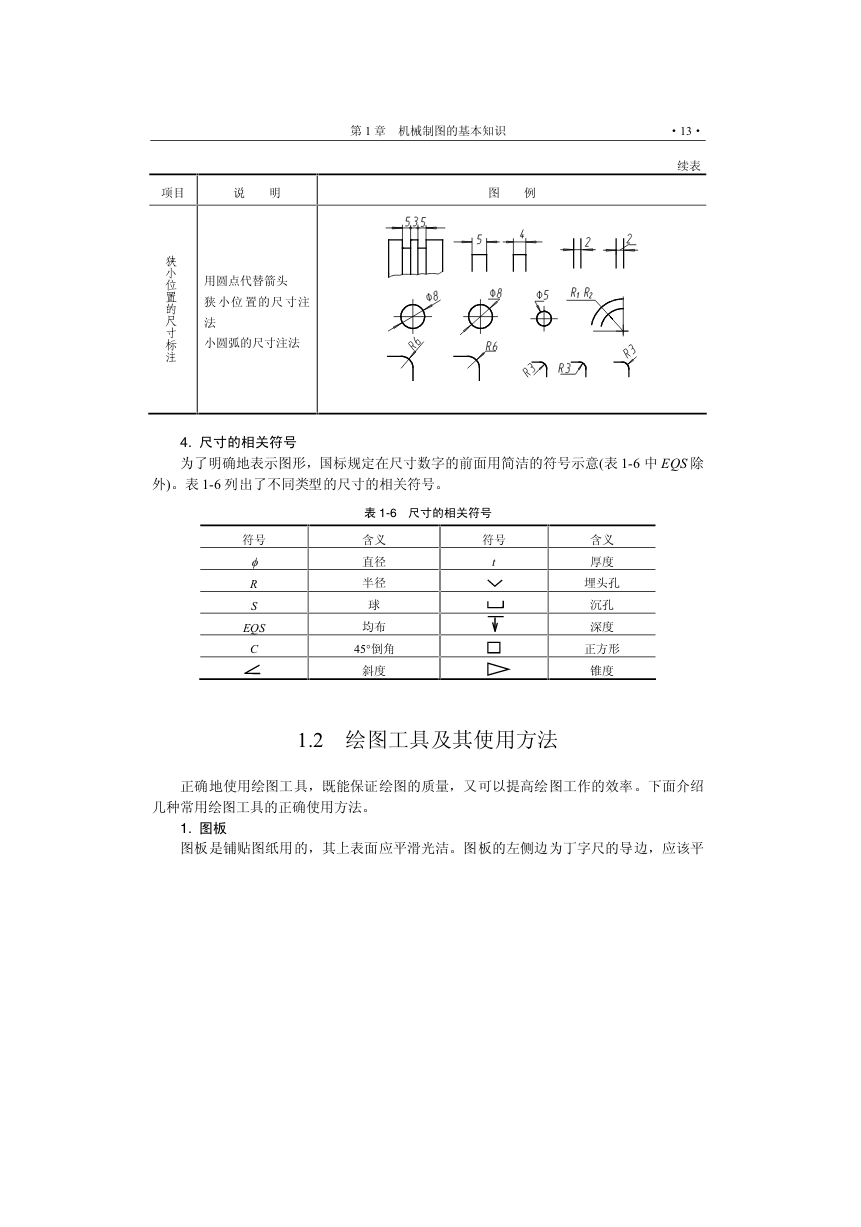 第 1 章　机械制图的基本知识 ·13·
续表
项目 说　明 图　例
狭小位置的尺寸标注
用圆点代替箭头
狭小位置的尺寸注
法
小圆弧的尺寸注法
5 3 5
5 4 2 2
Φ8 Φ8 Φ5 R1 R2
R6 R6 R3 R3 R3
4. 尺寸的相关符号
为了明确地表示图形，国标规定在尺寸数字的前面用简洁的符号示意(表 1-6 中 EQS 除
外)。表 1-6 列出了不同类型的尺寸的相关符号。
表 1-6　尺寸的相关符号
符号 含义 符号 含义
ϕ 直径 t 厚度
R 半径 埋头孔
S 球 沉孔
EQS 均布 深度
C 45°倒角 □ 正方形
∠ 斜度 锥度
1.2　绘图工具及其使用方法
正确地使用绘图工具，既能保证绘图的质量，又可以提高绘图工作的效率。下面介绍
几种常用绘图工具的正确使用方法。
1. 图板
图板是铺贴图纸用的，其上表面应平滑光洁。图板的左侧边为丁字尺的导边，应该平